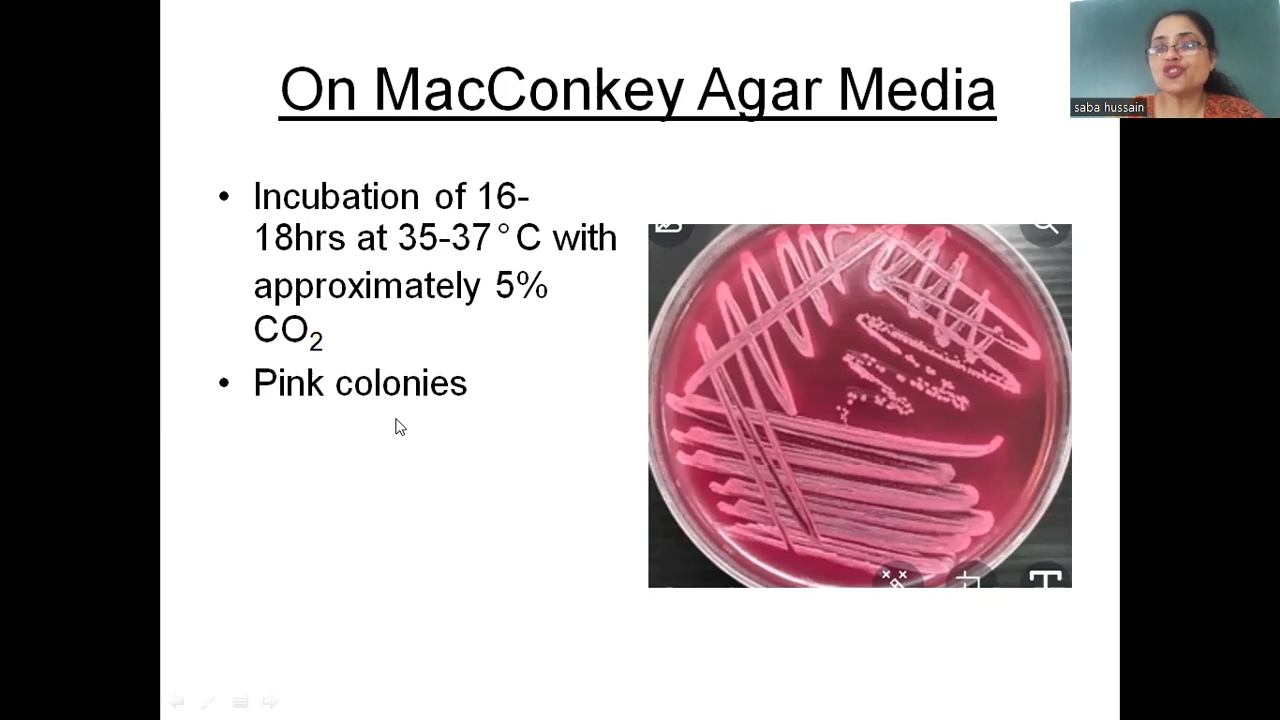 On MacConkey Agar Media
saba hussain
• Incubation of 16-
18hrs at 35-37°C with
approximately 5%
CO₂
• Pink colonies